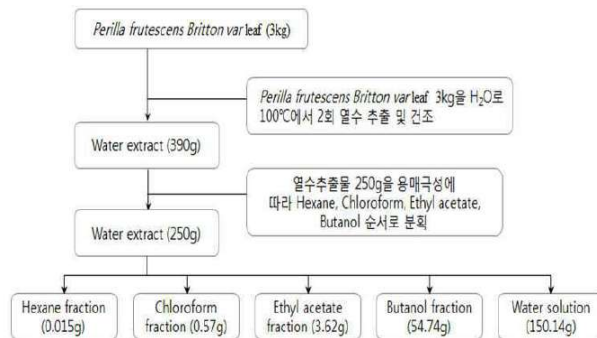 Perilla frutescens Britton var leaf (3kg)
Perilla frutescens Britton var leaf 3kg을 H₂O로
100℃에서 2회 열수 추출 및 건조
Water extract (390g)
열수추출물 250g을 용매극성에
따라 Hexane, Chloroform, Ethyl acetate,
Butanol 순서로 분획
Water extract (250g)
Hexane fraction
(0.015g)
Chloroform
fraction (0.57g)
Ethyl acetate
fraction (3.62g)
Butanol fraction
(54.74g)
Water solution
(150.14g)